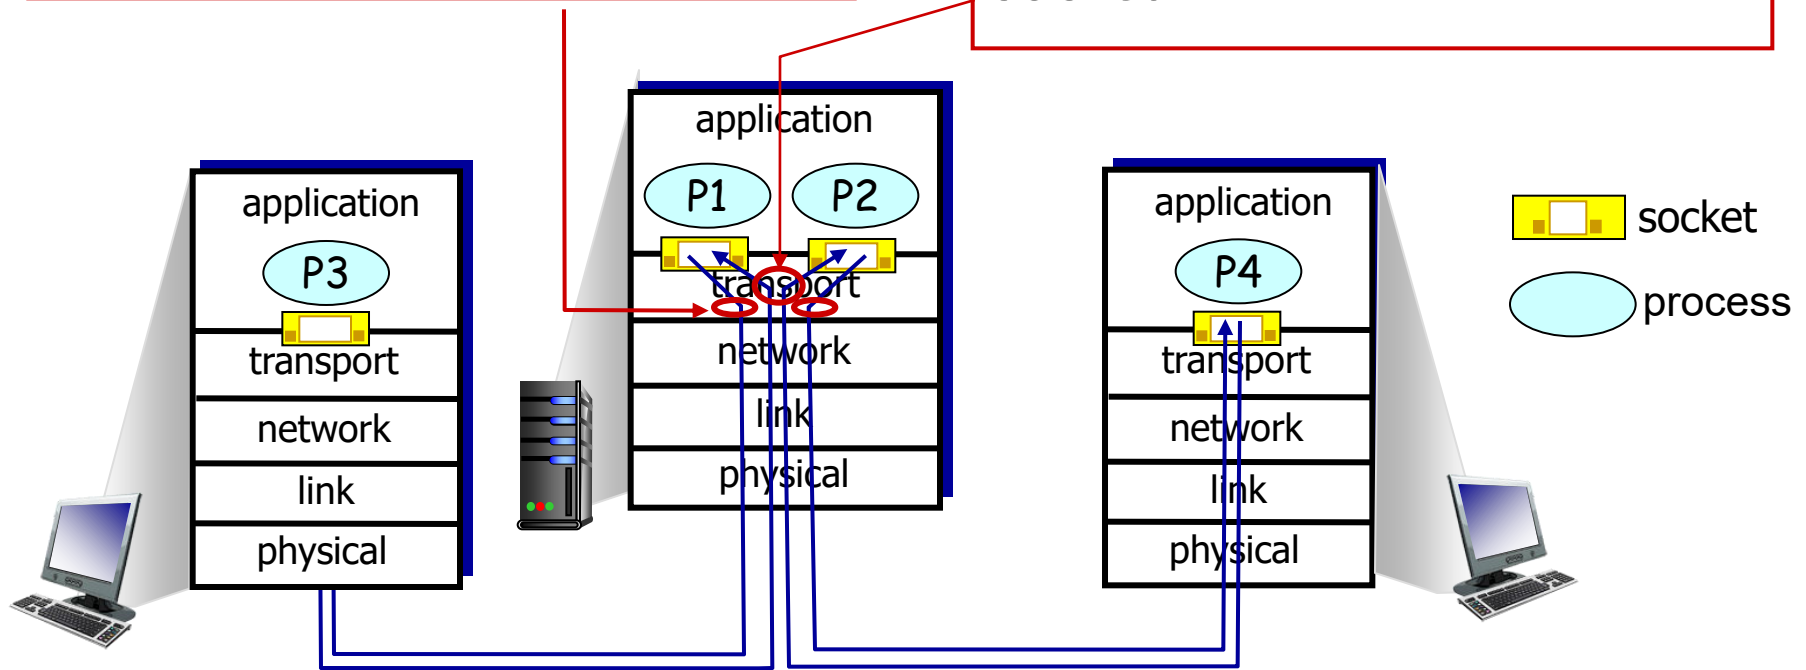 application
P1
P2
transport
network
link
physical
application
P3
transport
network
link
physical
application
P4
transport
network
link
physical
socket
process